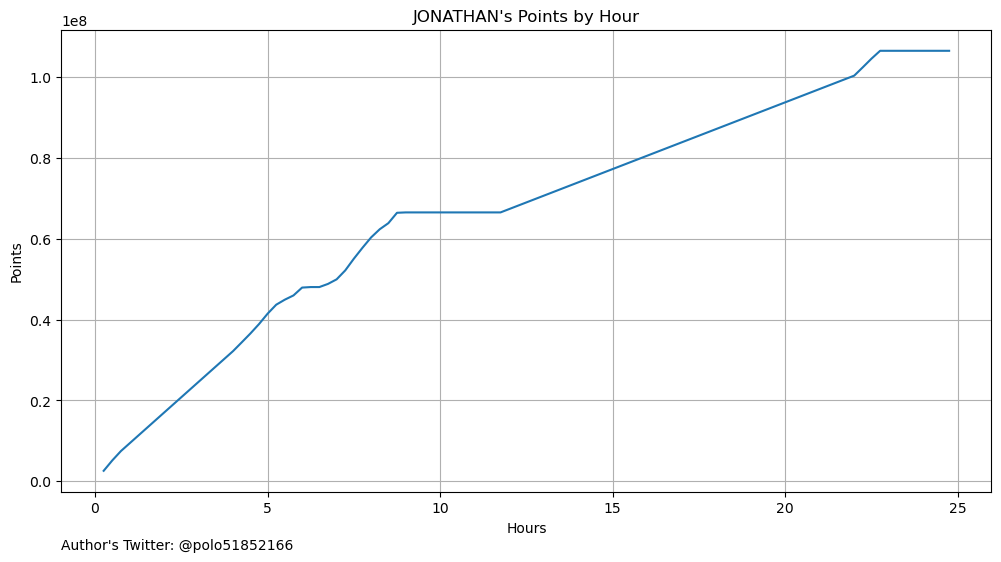 JONATHAN's Points by Hour
1e8
1.0
0.8
0.6
0.4
0.2
0.0
Points
0 5 10 15 20 25
Hours
Author's Twitter: @polo51852166